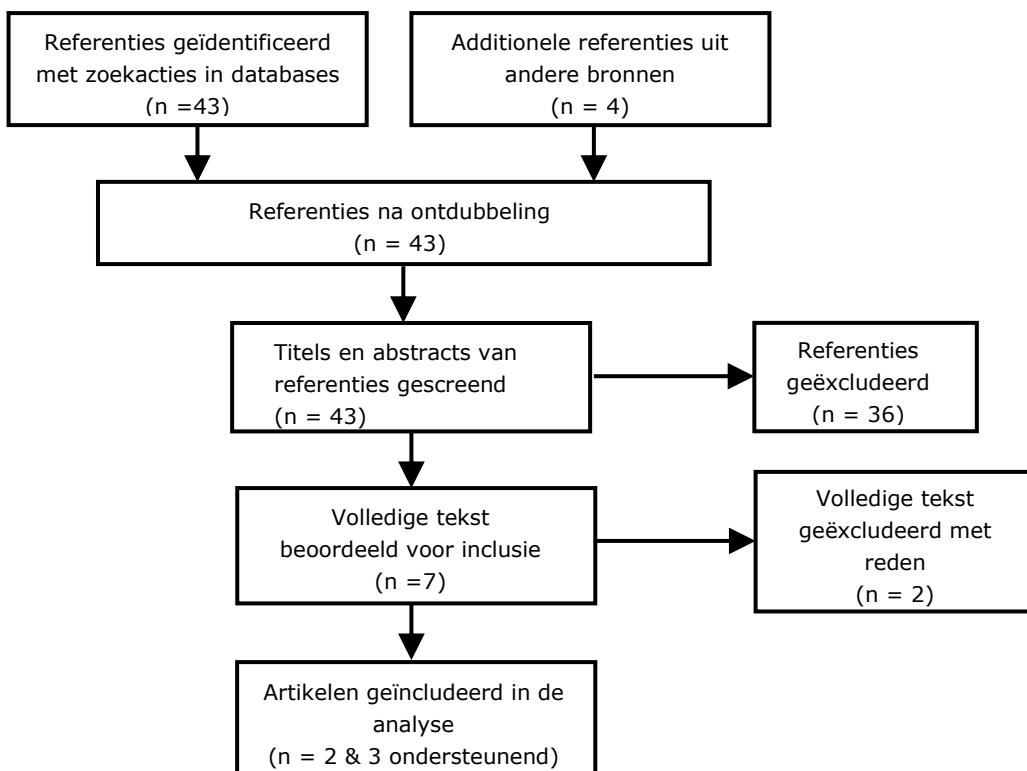 Referenties geïdentificeerd
met zoekacties in databases
(n =43)
Additionele referenties uit
andere bronnen
(n = 4)
Referenties na ontdubbeling
(n = 43)
Titels en abstracts van
referenties gescreend
(n = 43)
Referenties
geëxcludeerd
(n = 36)
Volledige tekst
beoordeeld voor inclusie
(n =7)
Volledige tekst
geëxcludeerd met
reden
(n = 2)
Artikelen geïncludeerd in de
analyse
(n = 2 & 3 ondersteunend)